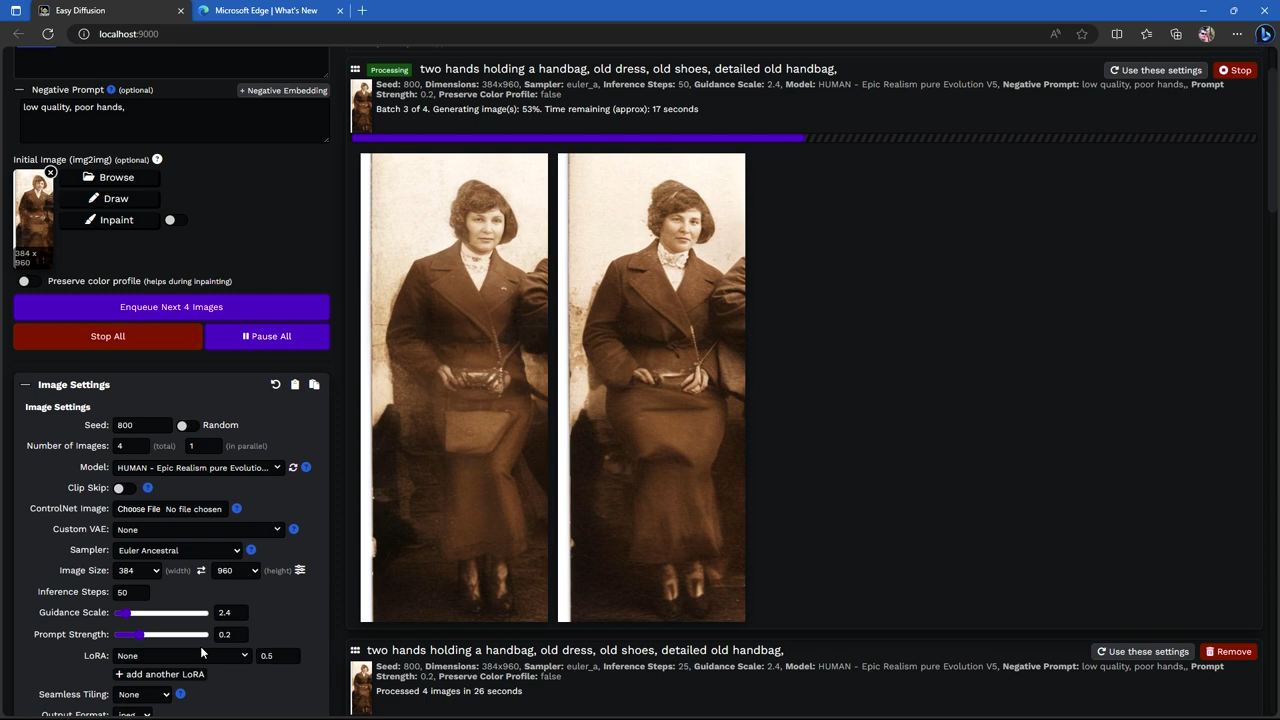 Easy Diffusion
Microsoft Edge | What's New
localhost:9000
Negative Prompt (optional)
+ Negative Embedding
low quality, poor hands,
Initial Image (img2img) (optional)
Browse
Draw
Inpaint
384 x
960
Preserve color profile (helps during inpainting)
Enqueue Next 4 Images
Stop All
Pause All
Image Settings
Image Settings
Seed: 800 Random
Number of Images: 4 (total) 1 (in parallel)
Model: HUMAN - Epic Realism pure Evolutio...
Clip Skip:
ControlNet Image: Choose File No file chosen
Custom VAE: None
Sampler: Euler Ancestral
Image Size: 384 (width) 960 (height)
Inference Steps: 50
Guidance Scale: 2.4
Prompt Strength: 0.2
LoRA: None 0.5
+ add another LoRA
Seamless Tiling: None
Output Format: jpeg
Processing two hands holding a handbag, old dress, old shoes, detailed old handbag,
Use these settings
Stop
Seed: 800, Dimensions: 384x960, Sampler: euler_a, Inference Steps: 50, Guidance Scale: 2.4, Model: HUMAN - Epic Realism pure Evolution V5, Negative Prompt: low quality, poor hands,, Prompt
Strength: 0.2, Preserve Color Profile: false
Batch 3 of 4. Generating image(s): 53%. Time remaining (approx): 17 seconds
two hands holding a handbag, old dress, old shoes, detailed old handbag,
Use these settings
Remove
Seed: 800, Dimensions: 384x960, Sampler: euler_a, Inference Steps: 25, Guidance Scale: 2.4, Model: HUMAN - Epic Realism pure Evolution V5, Negative Prompt: low quality, poor hands,, Prompt
Strength: 0.2, Preserve Color Profile: false
Processed 4 images in 26 seconds